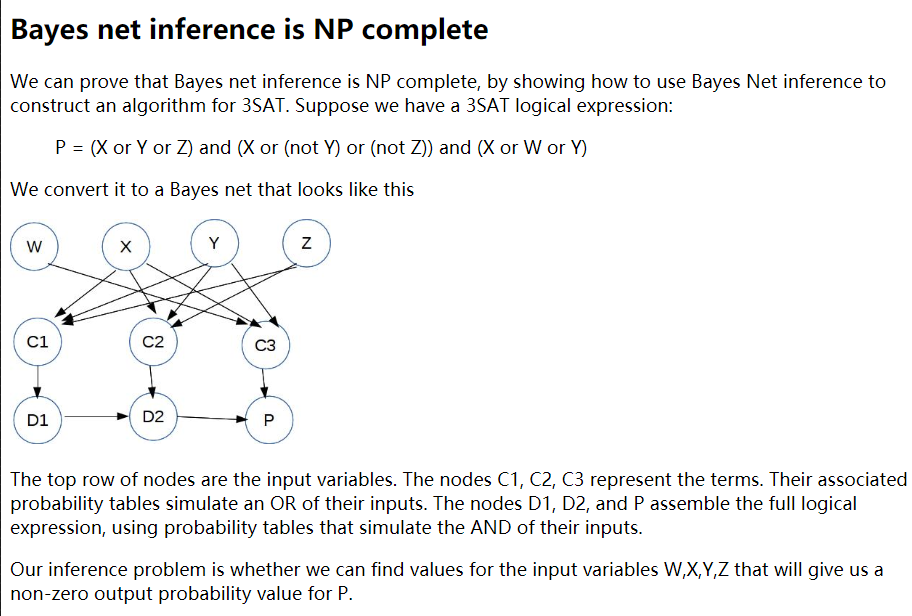 Bayes net inference is NP complete
We can prove that Bayes net inference is NP complete, by showing how to use Bayes Net inference to
construct an algorithm for 3SAT. Suppose we have a 3SAT logical expression:
P = (X or Y or Z) and (X or (not Y) or (not Z)) and (X or W or Y)
We convert it to a Bayes net that looks like this
W X Y Z
C1 C2 C3
D1 D2 P
The top row of nodes are the input variables. The nodes C1, C2, C3 represent the terms. Their associated
probability tables simulate an OR of their inputs. The nodes D1, D2, and P assemble the full logical
expression, using probability tables that simulate the AND of their inputs.
Our inference problem is whether we can find values for the input variables W,X,Y,Z that will give us a
non-zero output probability value for P.